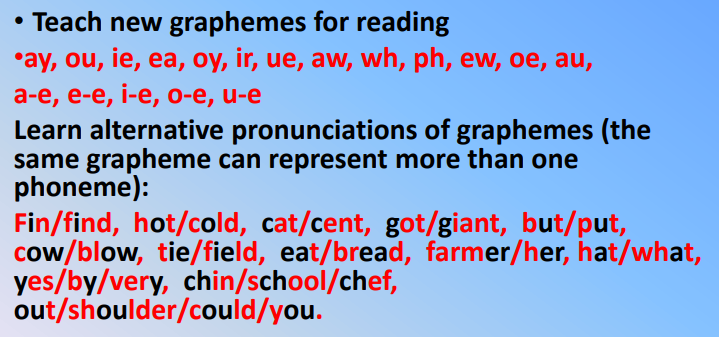 • Teach new graphemes for reading
•ay, ou, ie, ea, oy, ir, ue, aw, wh, ph, ew, oe, au,
a-e, e-e, i-e, o-e, u-e
Learn alternative pronunciations of graphemes (the
same grapheme can represent more than one
phoneme):
Fin/find, hot/cold, cat/cent, got/giant, but/put,
cow/blow, tie/field, eat/bread, farmer/her, hat/what,
yes/by/very, chin/school/chef,
out/shoulder/could/you.